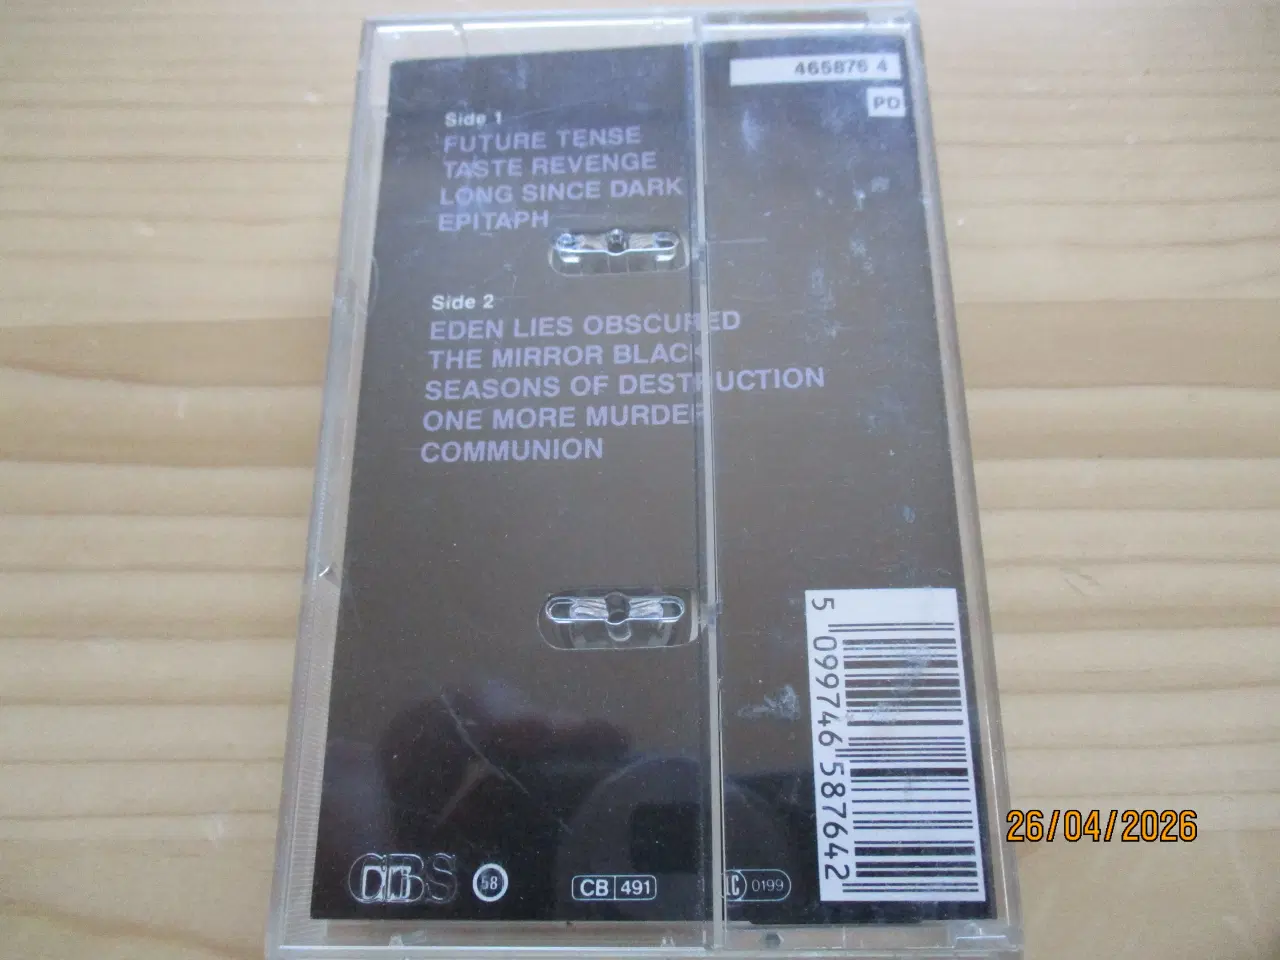 465876 4
PD
Side 1
FUTURE TENSE
TASTE REVENGE
LONG SINCE DARK
EPITAPH
Side 2
EDEN LIES OBSCURED
THE MIRROR BLACK
SEASONS OF DESTRUCTION
ONE MORE MURDER
COMMUNION
5 099746 587642
CBS
58
CB 491
LC 0199
26/04/2026